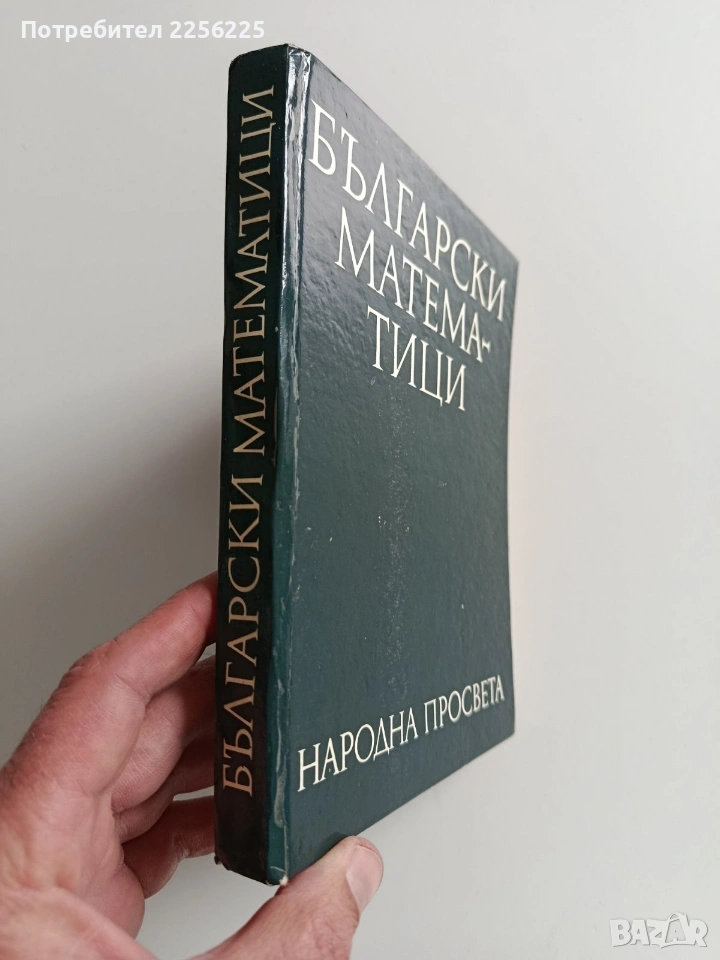 Потребител 2256225
БЪЛГАРСКИ МАТЕМАТИЦИ
БЪЛГАРСКИ
МАТЕМА-
ТИЦИ
НАРОДНА ПРОСВЕТА
BAZAR